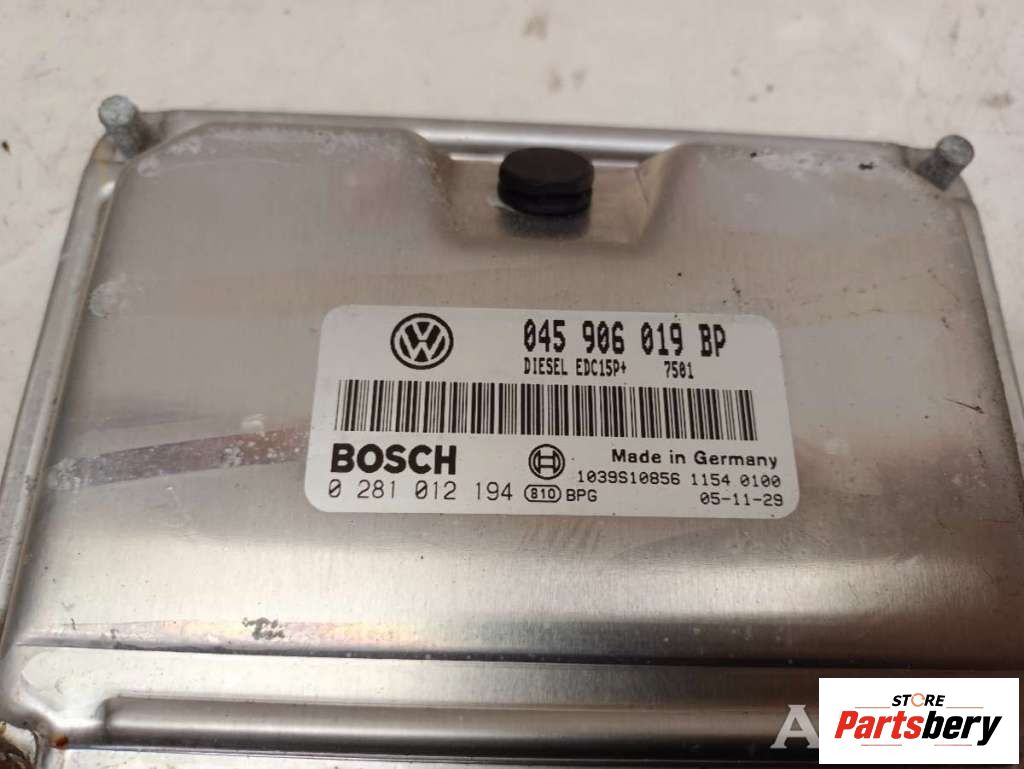 VW
045 906 019 BP
DIESEL EDC15P+ 7501
BOSCH
Made in Germany
1039S10856 1154 0100
0 281 012 194 810 BPG 05-11-29
A
STORE
Partsbery